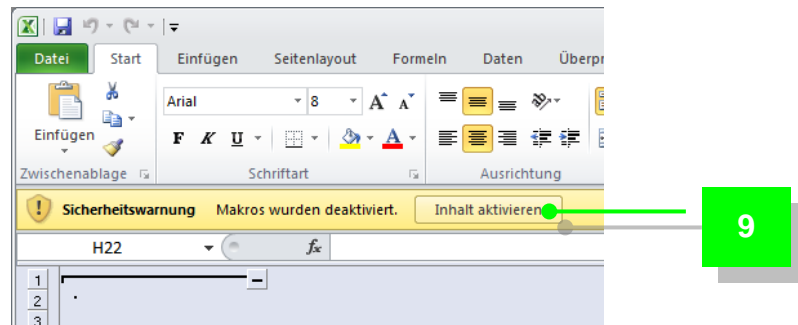 Datei Start Einfügen Seitenlayout Formeln Daten Überpr
Arial 8 A A
Einfügen F K U A
Zwischenablage Schriftart Ausrichtung
! Sicherheitswarnung Makros wurden deaktiviert. Inhalt aktivieren
9
H22 fx
1
2
3